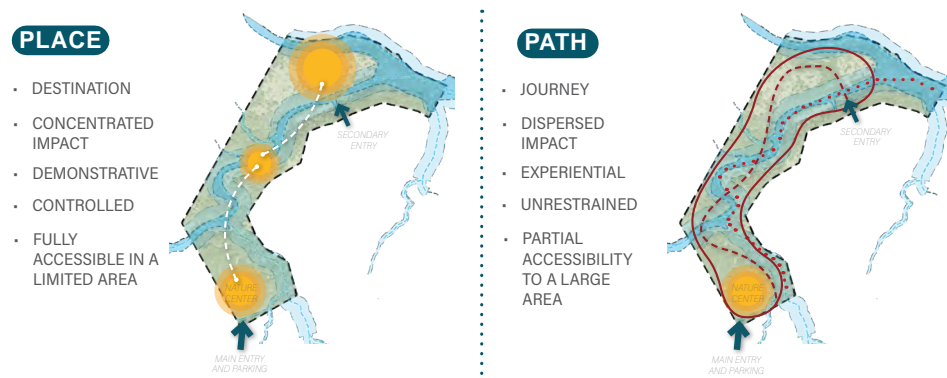 PLACE
• DESTINATION
• CONCENTRATED
IMPACT
• DEMONSTRATIVE
• CONTROLLED
• FULLY
ACCESSIBLE IN A
LIMITED AREA
SECONDARY
ENTRY
NATURE
CENTER
MAIN ENTRY
AND PARKING
PATH
• JOURNEY
• DISPERSED
IMPACT
• EXPERIENTIAL
• UNRESTRAINED
• PARTIAL
ACCESSIBILITY
TO A LARGE
AREA
SECONDARY
ENTRY
NATURE
CENTER
MAIN ENTRY
AND PARKING